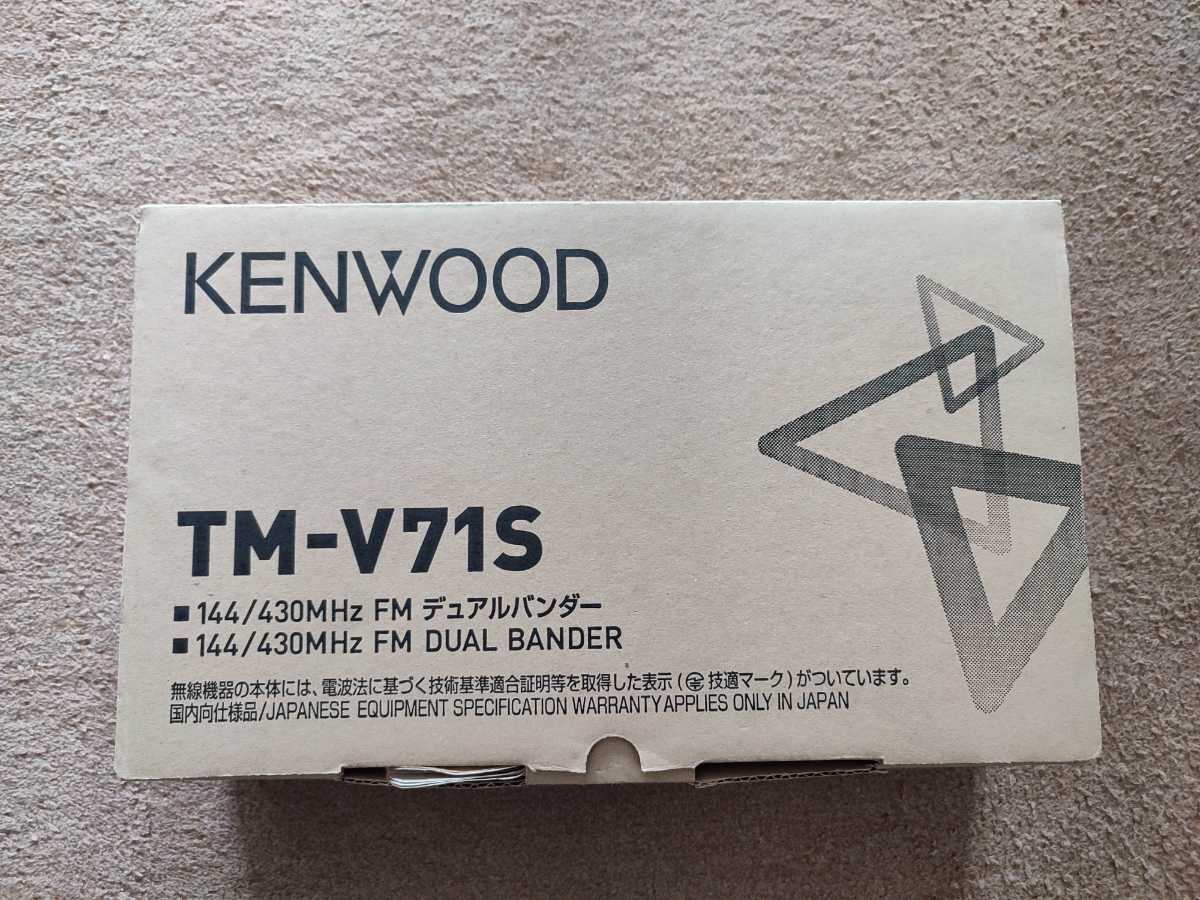 KENWOOD
TM-V71S
■ 144/430MHz FM デュアルバンダー
■ 144/430MHz FM DUAL BANDER
無線機器の本体には、電波法に基づく技術基準適合証明等を取得した表示(㊜技適マーク)がついています。
国内向仕様品/JAPANESE EQUIPMENT SPECIFICATION WARRANTY APPLIES ONLY IN JAPAN